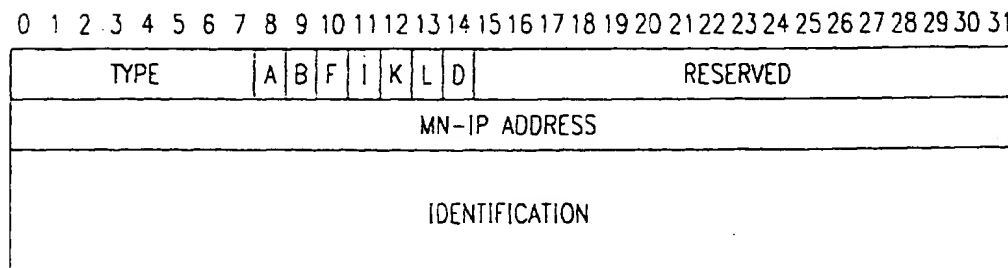 0 1 2 3 4 5 6 7 8 9 10 11 12 13 14 15 16 17 18 19 20 21 22 23 24 25 26 27 28 29 30 31
TYPE A B F I K L D RESERVED
MN-IP ADDRESS
IDENTIFICATION